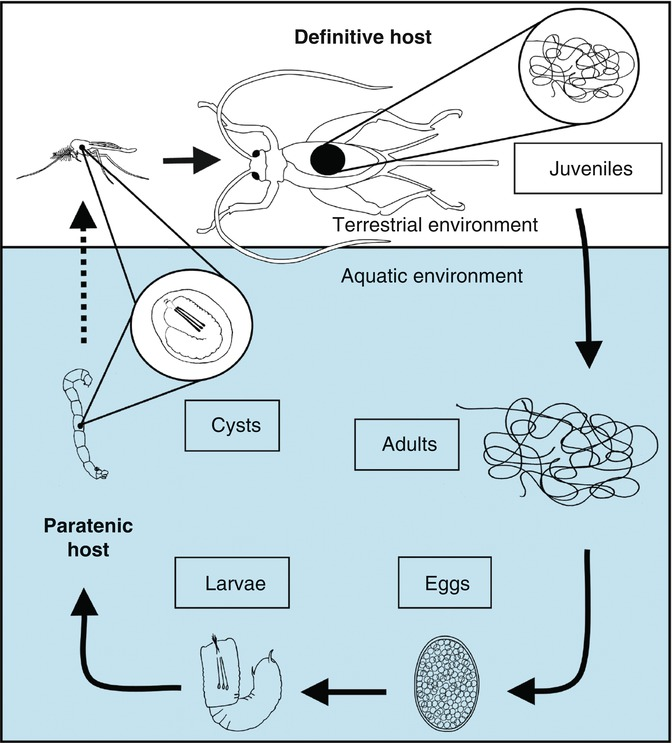 Definitive host
Juveniles
Terrestrial environment
Aquatic environment
Cysts
Adults
Paratenic
host
Larvae
Eggs